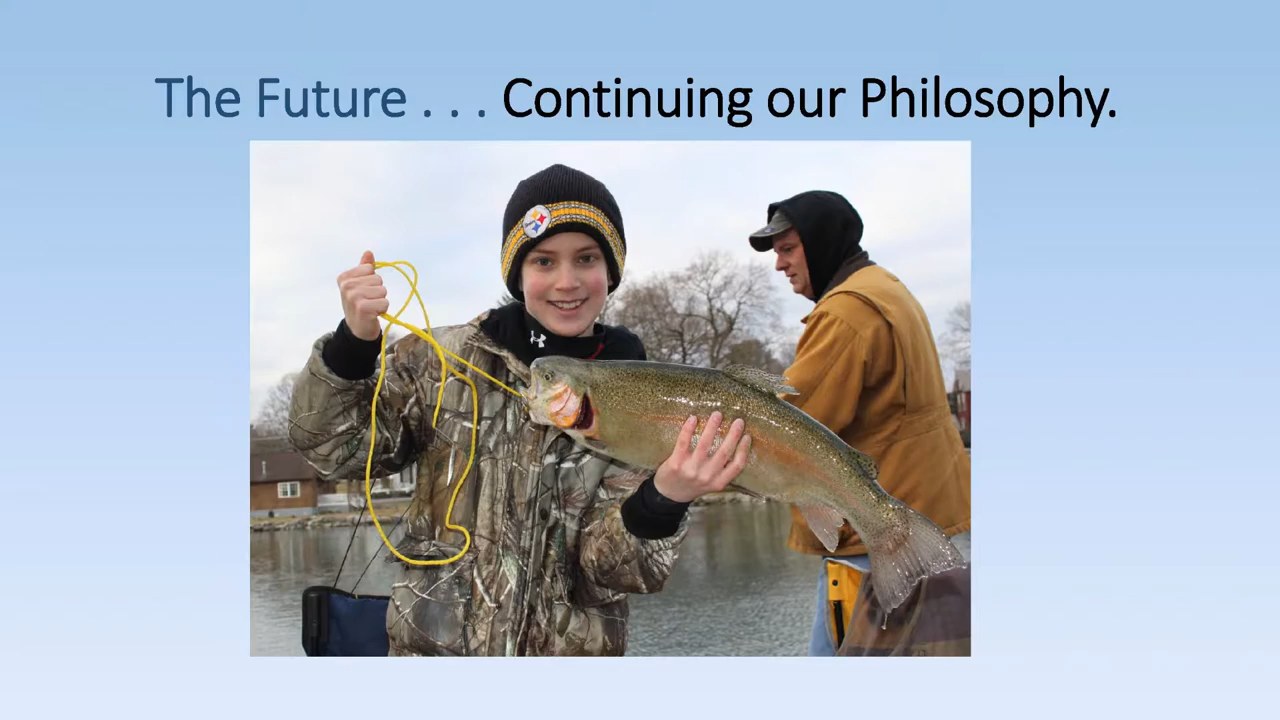 The Future . . . Continuing our Philosophy.